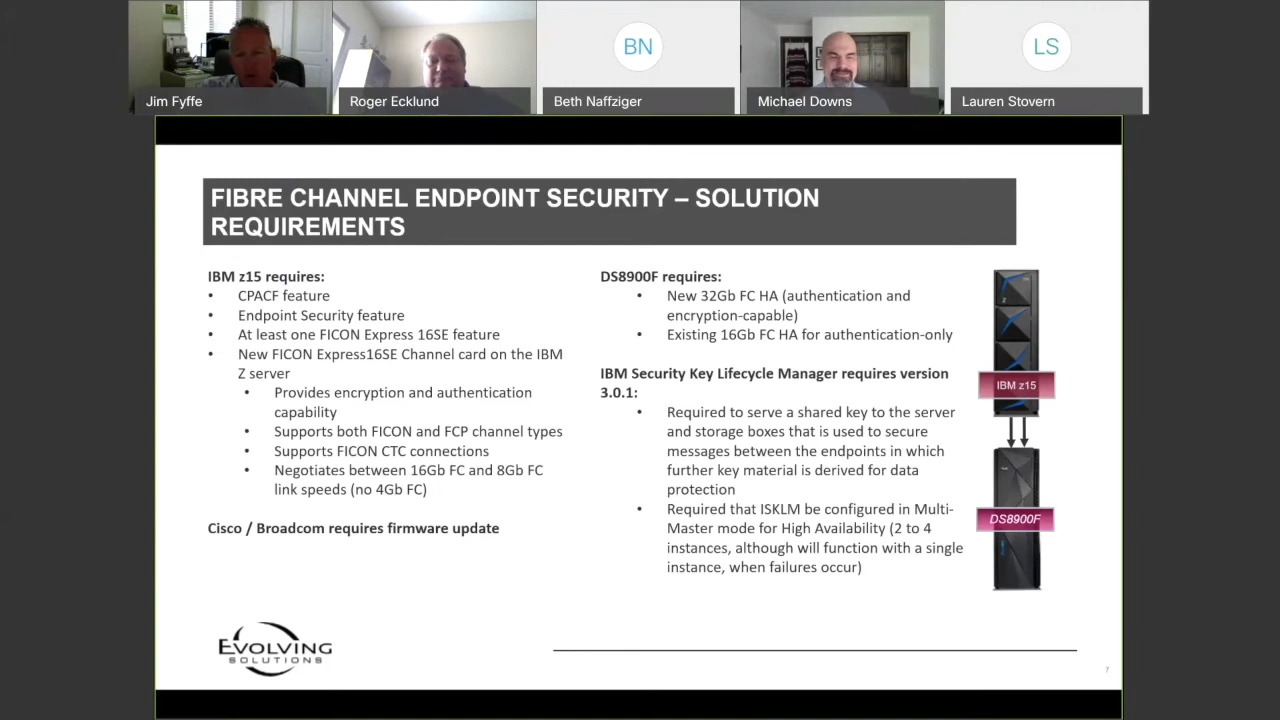 BN
LS
Jim Fyffe
Roger Ecklund
Beth Naffziger
Michael Downs
Lauren Stovern
FIBRE CHANNEL ENDPOINT SECURITY – SOLUTION
REQUIREMENTS
IBM z15 requires:
• CPACF feature
• Endpoint Security feature
• At least one FICON Express 16SE feature
• New FICON Express16SE Channel card on the IBM
Z server
• Provides encryption and authentication
capability
• Supports both FICON and FCP channel types
• Supports FICON CTC connections
• Negotiates between 16Gb FC and 8Gb FC
link speeds (no 4Gb FC)
Cisco / Broadcom requires firmware update
DS8900F requires:
• New 32Gb FC HA (authentication and
encryption-capable)
• Existing 16Gb FC HA for authentication-only
IBM Security Key Lifecycle Manager requires version
3.0.1:
• Required to serve a shared key to the server
and storage boxes that is used to secure
messages between the endpoints in which
further key material is derived for data
protection
• Required that ISKLM be configured in Multi-
Master mode for High Availability (2 to 4
instances, although will function with a single
instance, when failures occur)
IBM z15
DS8900F
EVOLVING
SOLUTIONS
7